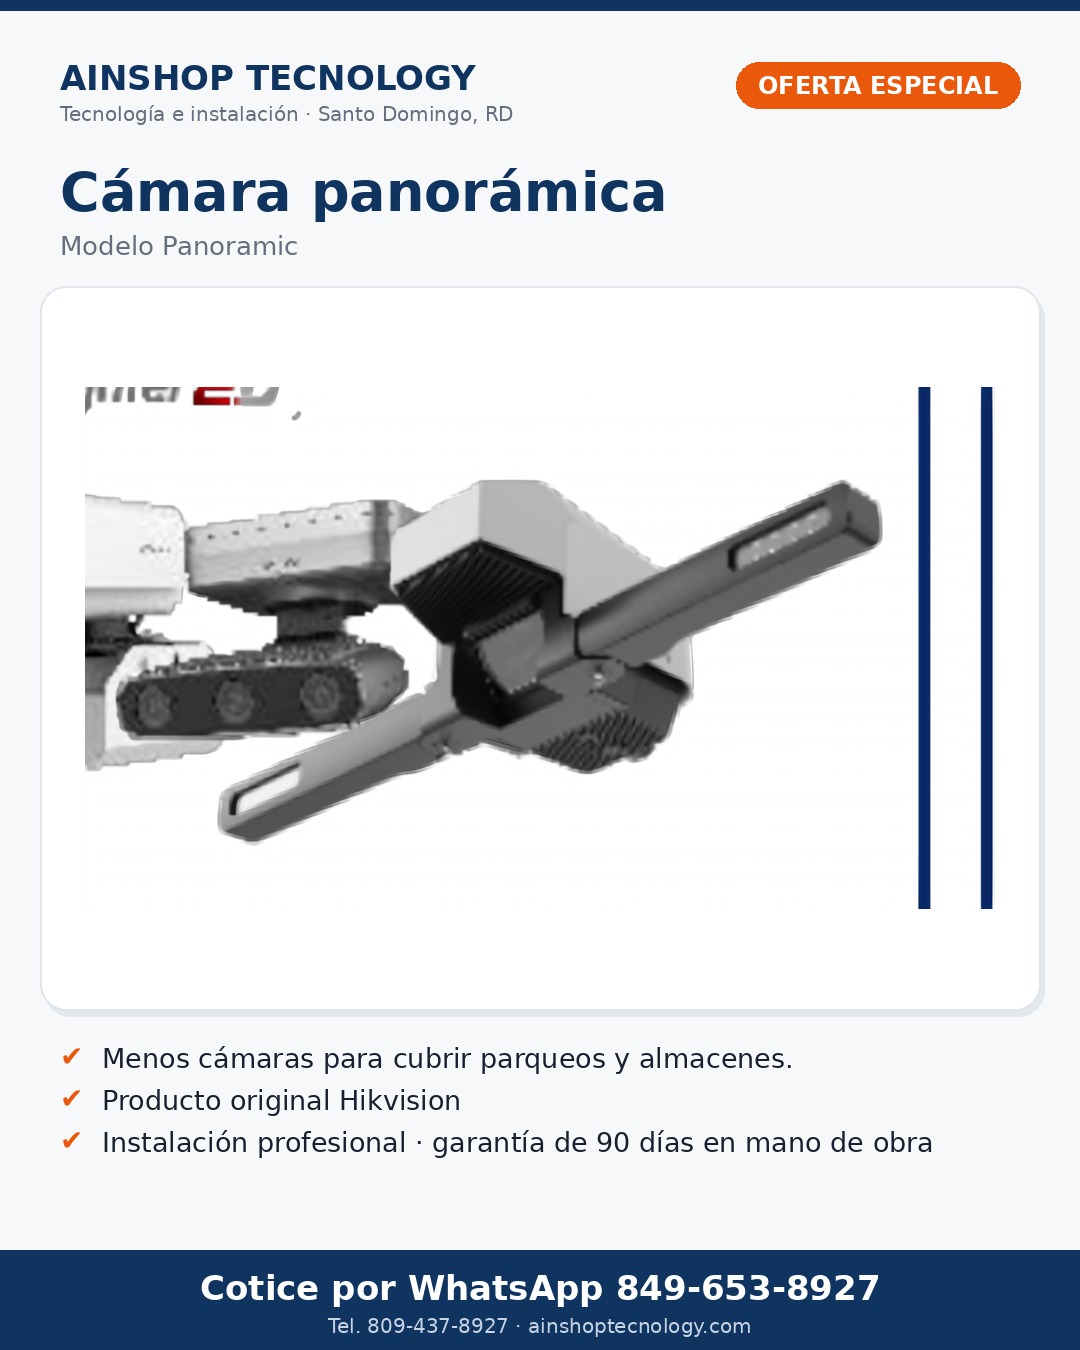 AINSHOP TECNOLOGY
OFERTA ESPECIAL
Tecnología e instalación · Santo Domingo, RD
Cámara panorámica
Modelo Panoramic
✔ Menos cámaras para cubrir parqueos y almacenes.
✔ Producto original Hikvision
✔ Instalación profesional · garantía de 90 días en mano de obra
Cotice por WhatsApp 849-653-8927
Tel. 809-437-8927 · ainshoptecnology.com